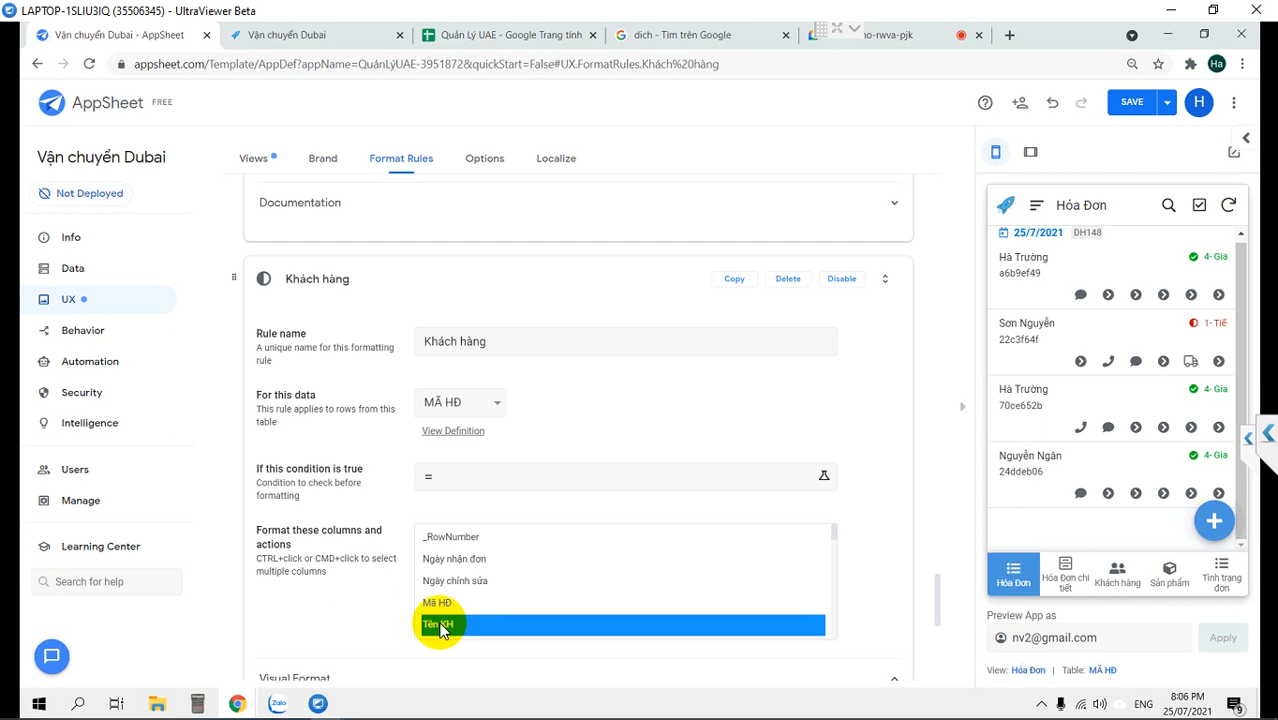 LAPTOP-1SLIU3IQ (35506345) - UltraViewer Beta
Vận chuyển Dubai - AppSheet
Vận chuyển Dubai
Quản Lý UAE - Google Trang tính
dich - Tìm trên Google
no-rwva-pjk
appsheet.com/Template/AppDef?appName=QuảnLýUAE-3951872&quickStart=False#UX.FormatRules.Khách%20hàng
Ha
AppSheet FREE
SAVE
H
Vận chuyển Dubai
Not Deployed
Views
Brand
Format Rules
Options
Localize
Info
Data
UX
Behavior
Automation
Security
Intelligence
Users
Manage
Learning Center
Search for help
Documentation
Khách hàng
Copy
Delete
Disable
Rule name
A unique name for this formatting
rule
Khách hàng
For this data
This rule applies to rows from this
table
MÃ HĐ
View Definition
If this condition is true
Condition to check before
formatting
=
Format these columns and
actions
CTRL+click or CMD+click to select
multiple columns
_RowNumber
Ngày nhận đơn
Ngày chỉnh sửa
Mã HĐ
Tên KH
Visual Format
Hóa Đơn
25/7/2021 DH148
Hà Trường
4- Gia
a6b9ef49
Sơn Nguyễn
1- Tiế
22c3f64f
Hà Trường
4- Gia
70ce652b
Nguyễn Ngân
4- Gia
24ddeb06
Hóa Đơn
Hóa Đơn chi
tiết
Khách hàng
Sản phẩm
Tình trạng
đơn
Preview App as
nv2@gmail.com
Apply
View: Hóa Đơn | Table: MÃ HĐ
Zalo
ENG
8:06 PM
25/07/2021
9